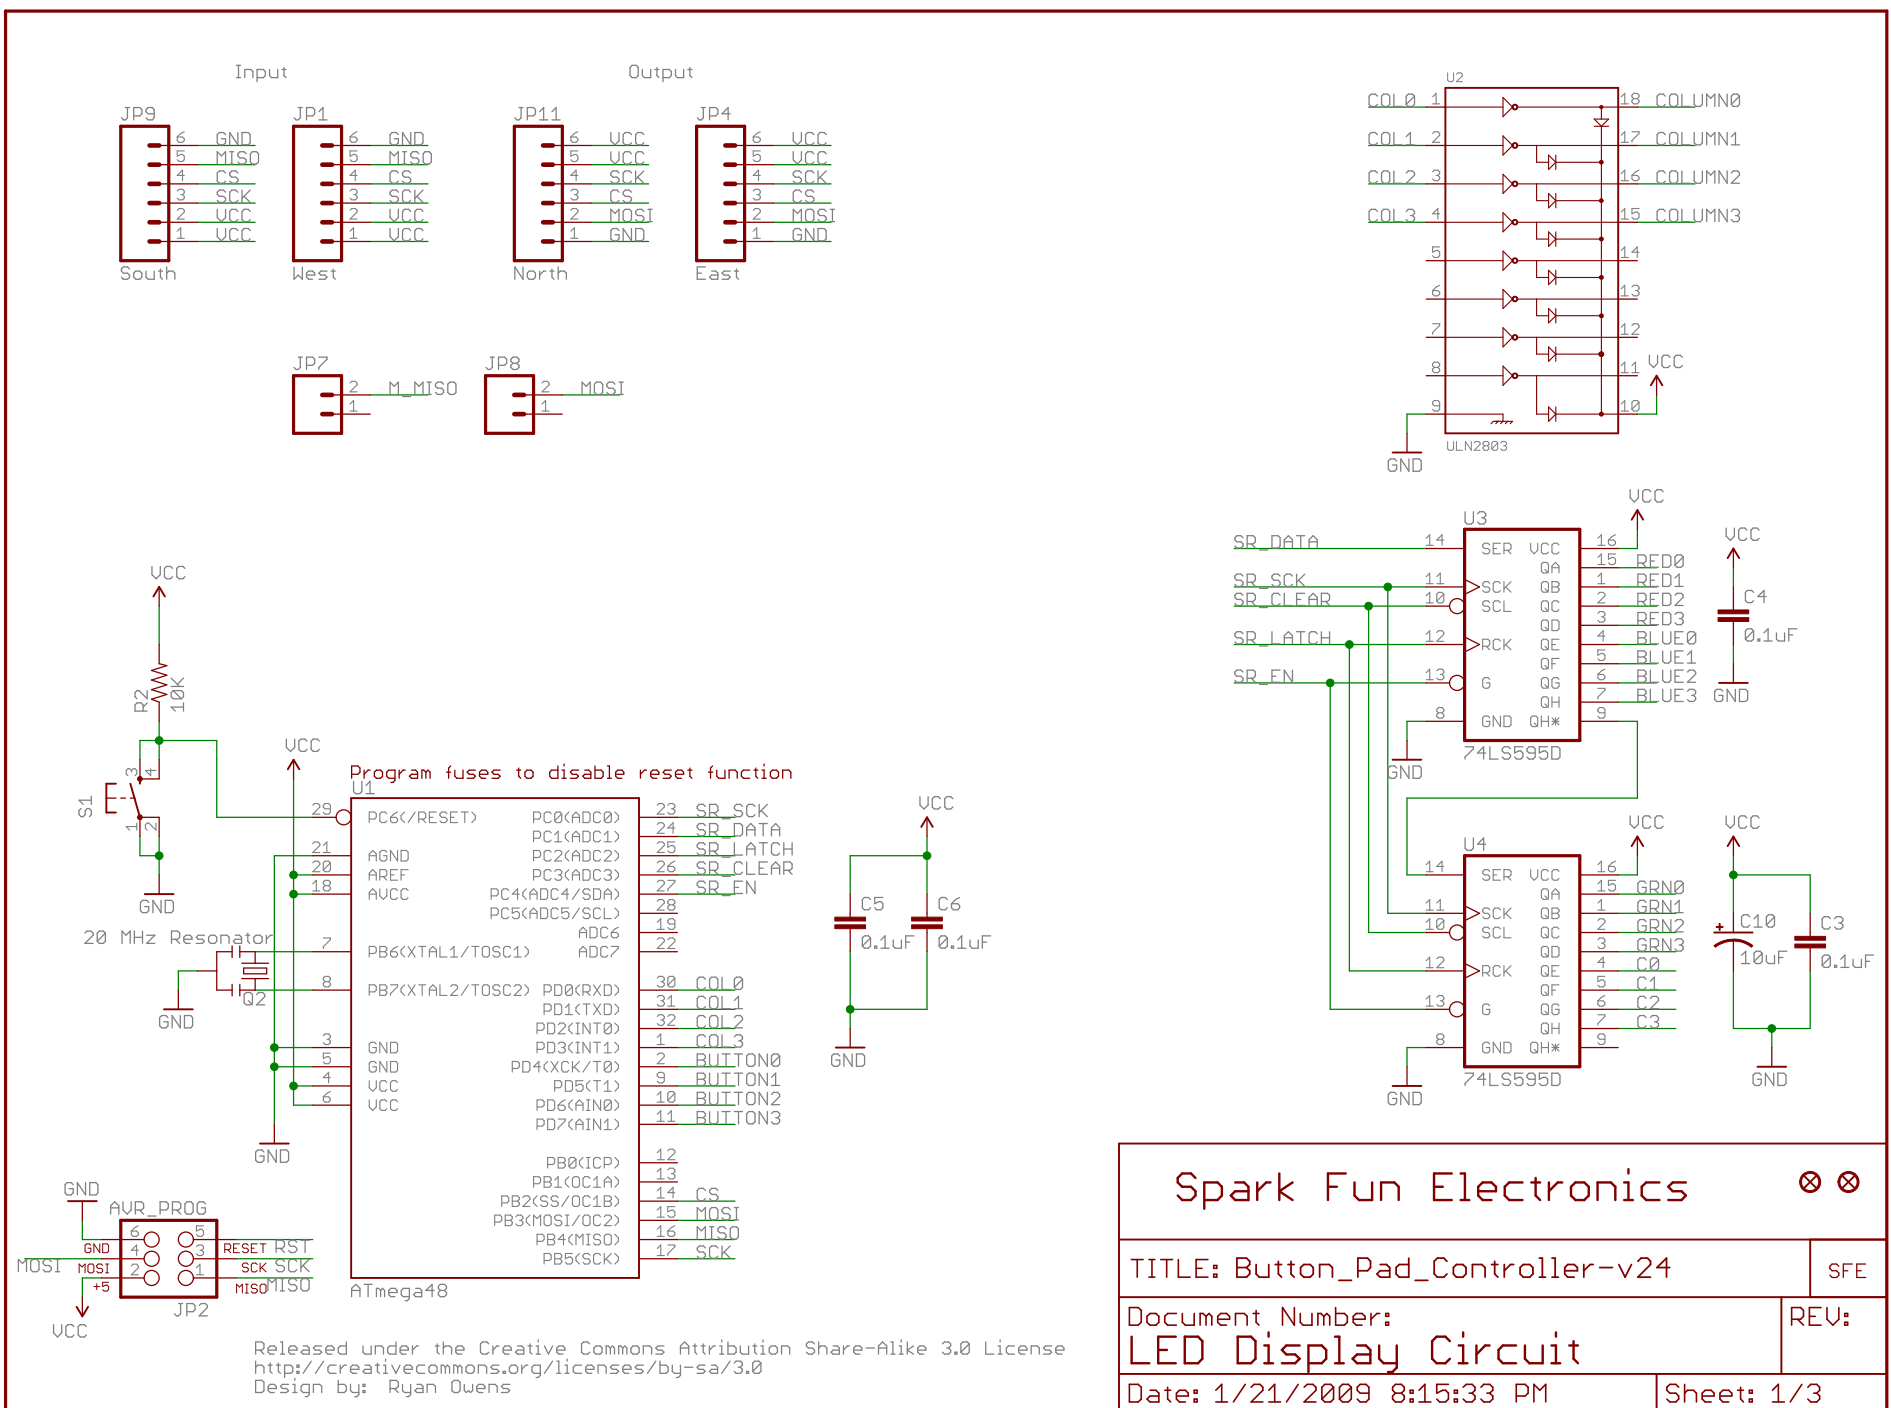 Input
Output
JP9
6 GND
5 MISO
4 CS
3 SCK
2 VCC
1 VCC
South
JP1
6 GND
5 MISO
4 CS
3 SCK
2 VCC
1 VCC
West
JP11
6 VCC
5 VCC
4 SCK
3 CS
2 MOSI
1 GND
North
JP4
6 VCC
5 VCC
4 SCK
3 CS
2 MOSI
1 GND
East
JP7
2 M_MISO
1
JP8
2 MOSI
1
U2
COL0 1 18 COLUMN0
COL1 2 17 COLUMN1
COL2 3 16 COLUMN2
COL3 4 15 COLUMN3
5 14
6 13
7 12
8 11 VCC
9 10
ULN2803
GND
VCC
U3
SR_DATA 14 SER VCC 16
QA 15 RED0
SR_SCK 11 SCK QB 1 RED1
SR_CLEAR 10 SCL QC 2 RED2
QD 3 RED3
SR_LATCH 12 RCK QE 4 BLUE0
QF 5 BLUE1
SR_EN 13 G QG 6 BLUE2
QH 7 BLUE3
8 GND QH* 9
GND
74LS595D
VCC
C4
0.1uF
GND
VCC
U4
14 SER VCC 16
QA 15 GRN0
11 SCK QB 1 GRN1
10 SCL QC 2 GRN2
QD 3 GRN3
12 RCK QE 4 C0
QF 5 C1
13 G QG 6 C2
QH 7 C3
8 GND QH* 9
GND
74LS595D
VCC
C10
10uF
C3
0.1uF
GND
VCC
R2
10K
S1
3 4
1 2
GND
20 MHz Resonator
Q2
GND
VCC
Program fuses to disable reset function
U1
29 PC6(/RESET) PC0(ADC0) 23 SR_SCK
PC1(ADC1) 24 SR_DATA
21 AGND PC2(ADC2) 25 SR_LATCH
20 AREF PC3(ADC3) 26 SR_CLEAR
18 AVCC PC4(ADC4/SDA) 27 SR_EN
PC5(ADC5/SCL) 28
ADC6 19
7 PB6(XTAL1/TOSC1) ADC7 22
8 PB7(XTAL2/TOSC2) PD0(RXD) 30 COL0
PD1(TXD) 31 COL1
PD2(INT0) 32 COL2
3 GND PD3(INT1) 1 COL3
5 GND PD4(XCK/T0) 2 BUTTON0
4 VCC PD5(T1) 9 BUTTON1
6 VCC PD6(AIN0) 10 BUTTON2
PD7(AIN1) 11 BUTTON3
PB0(ICP) 12
PB1(OC1A) 13
PB2(SS/OC1B) 14 CS
PB3(MOSI/OC2) 15 MOSI
PB4(MISO) 16 MISO
PB5(SCK) 17 SCK
ATmega48
GND
VCC
C5
0.1uF
C6
0.1uF
GND
GND
AVR_PROG
GND 6 5 RESET RST
MOSI MOSI 4 3 SCK SCK
+5 2 1 MISO MISO
JP2
VCC
Released under the Creative Commons Attribution Share-Alike 3.0 License
http://creativecommons.org/licenses/by-sa/3.0
Design by: Ryan Owens
Spark Fun Electronics
TITLE: Button_Pad_Controller-v24
SFE
Document Number:
LED Display Circuit
REV:
Date: 1/21/2009 8:15:33 PM
Sheet: 1/3